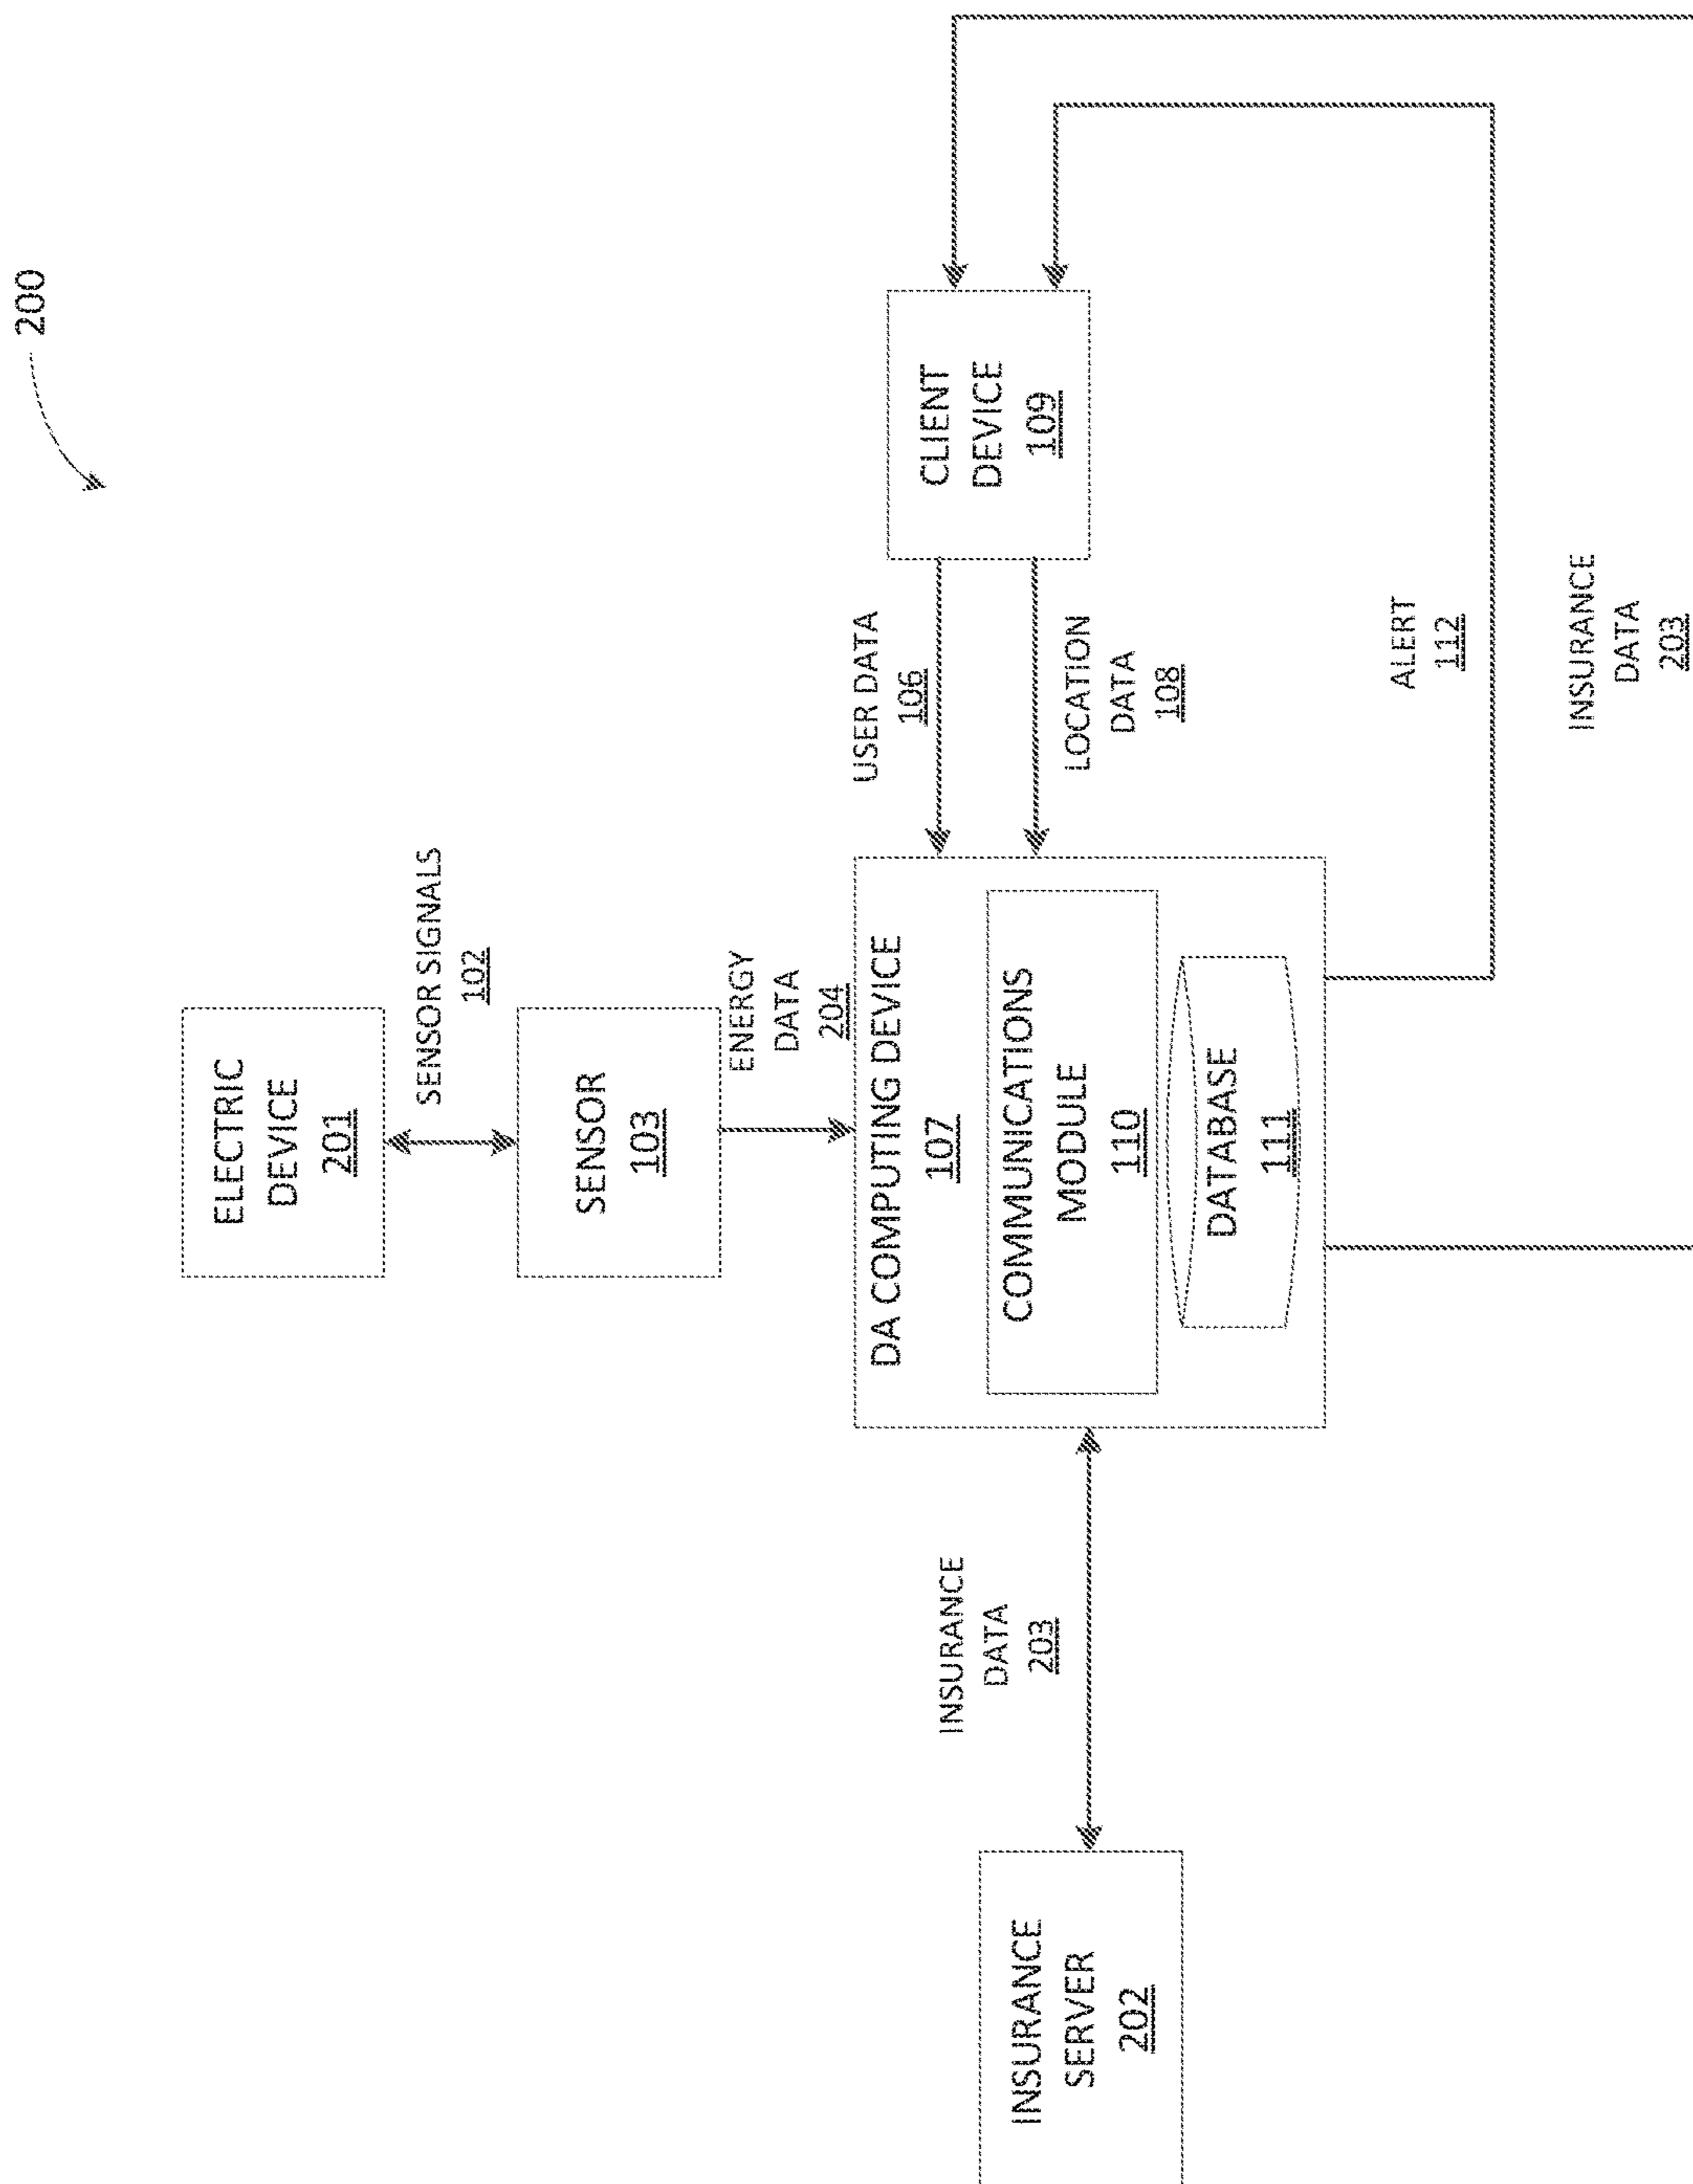 200
ELECTRIC
DEVICE
201
SENSOR SIGNALS
102
SENSOR
103
ENERGY
DATA
204
USER DATA
106
CLIENT
DEVICE
109
LOCATION
DATA
108
DA COMPUTING DEVICE
107
COMMUNICATIONS
MODULE
110
DATABASE
111
INSURANCE
DATA
203
INSURANCE
SERVER
202
ALERT
112
INSURANCE
DATA
203